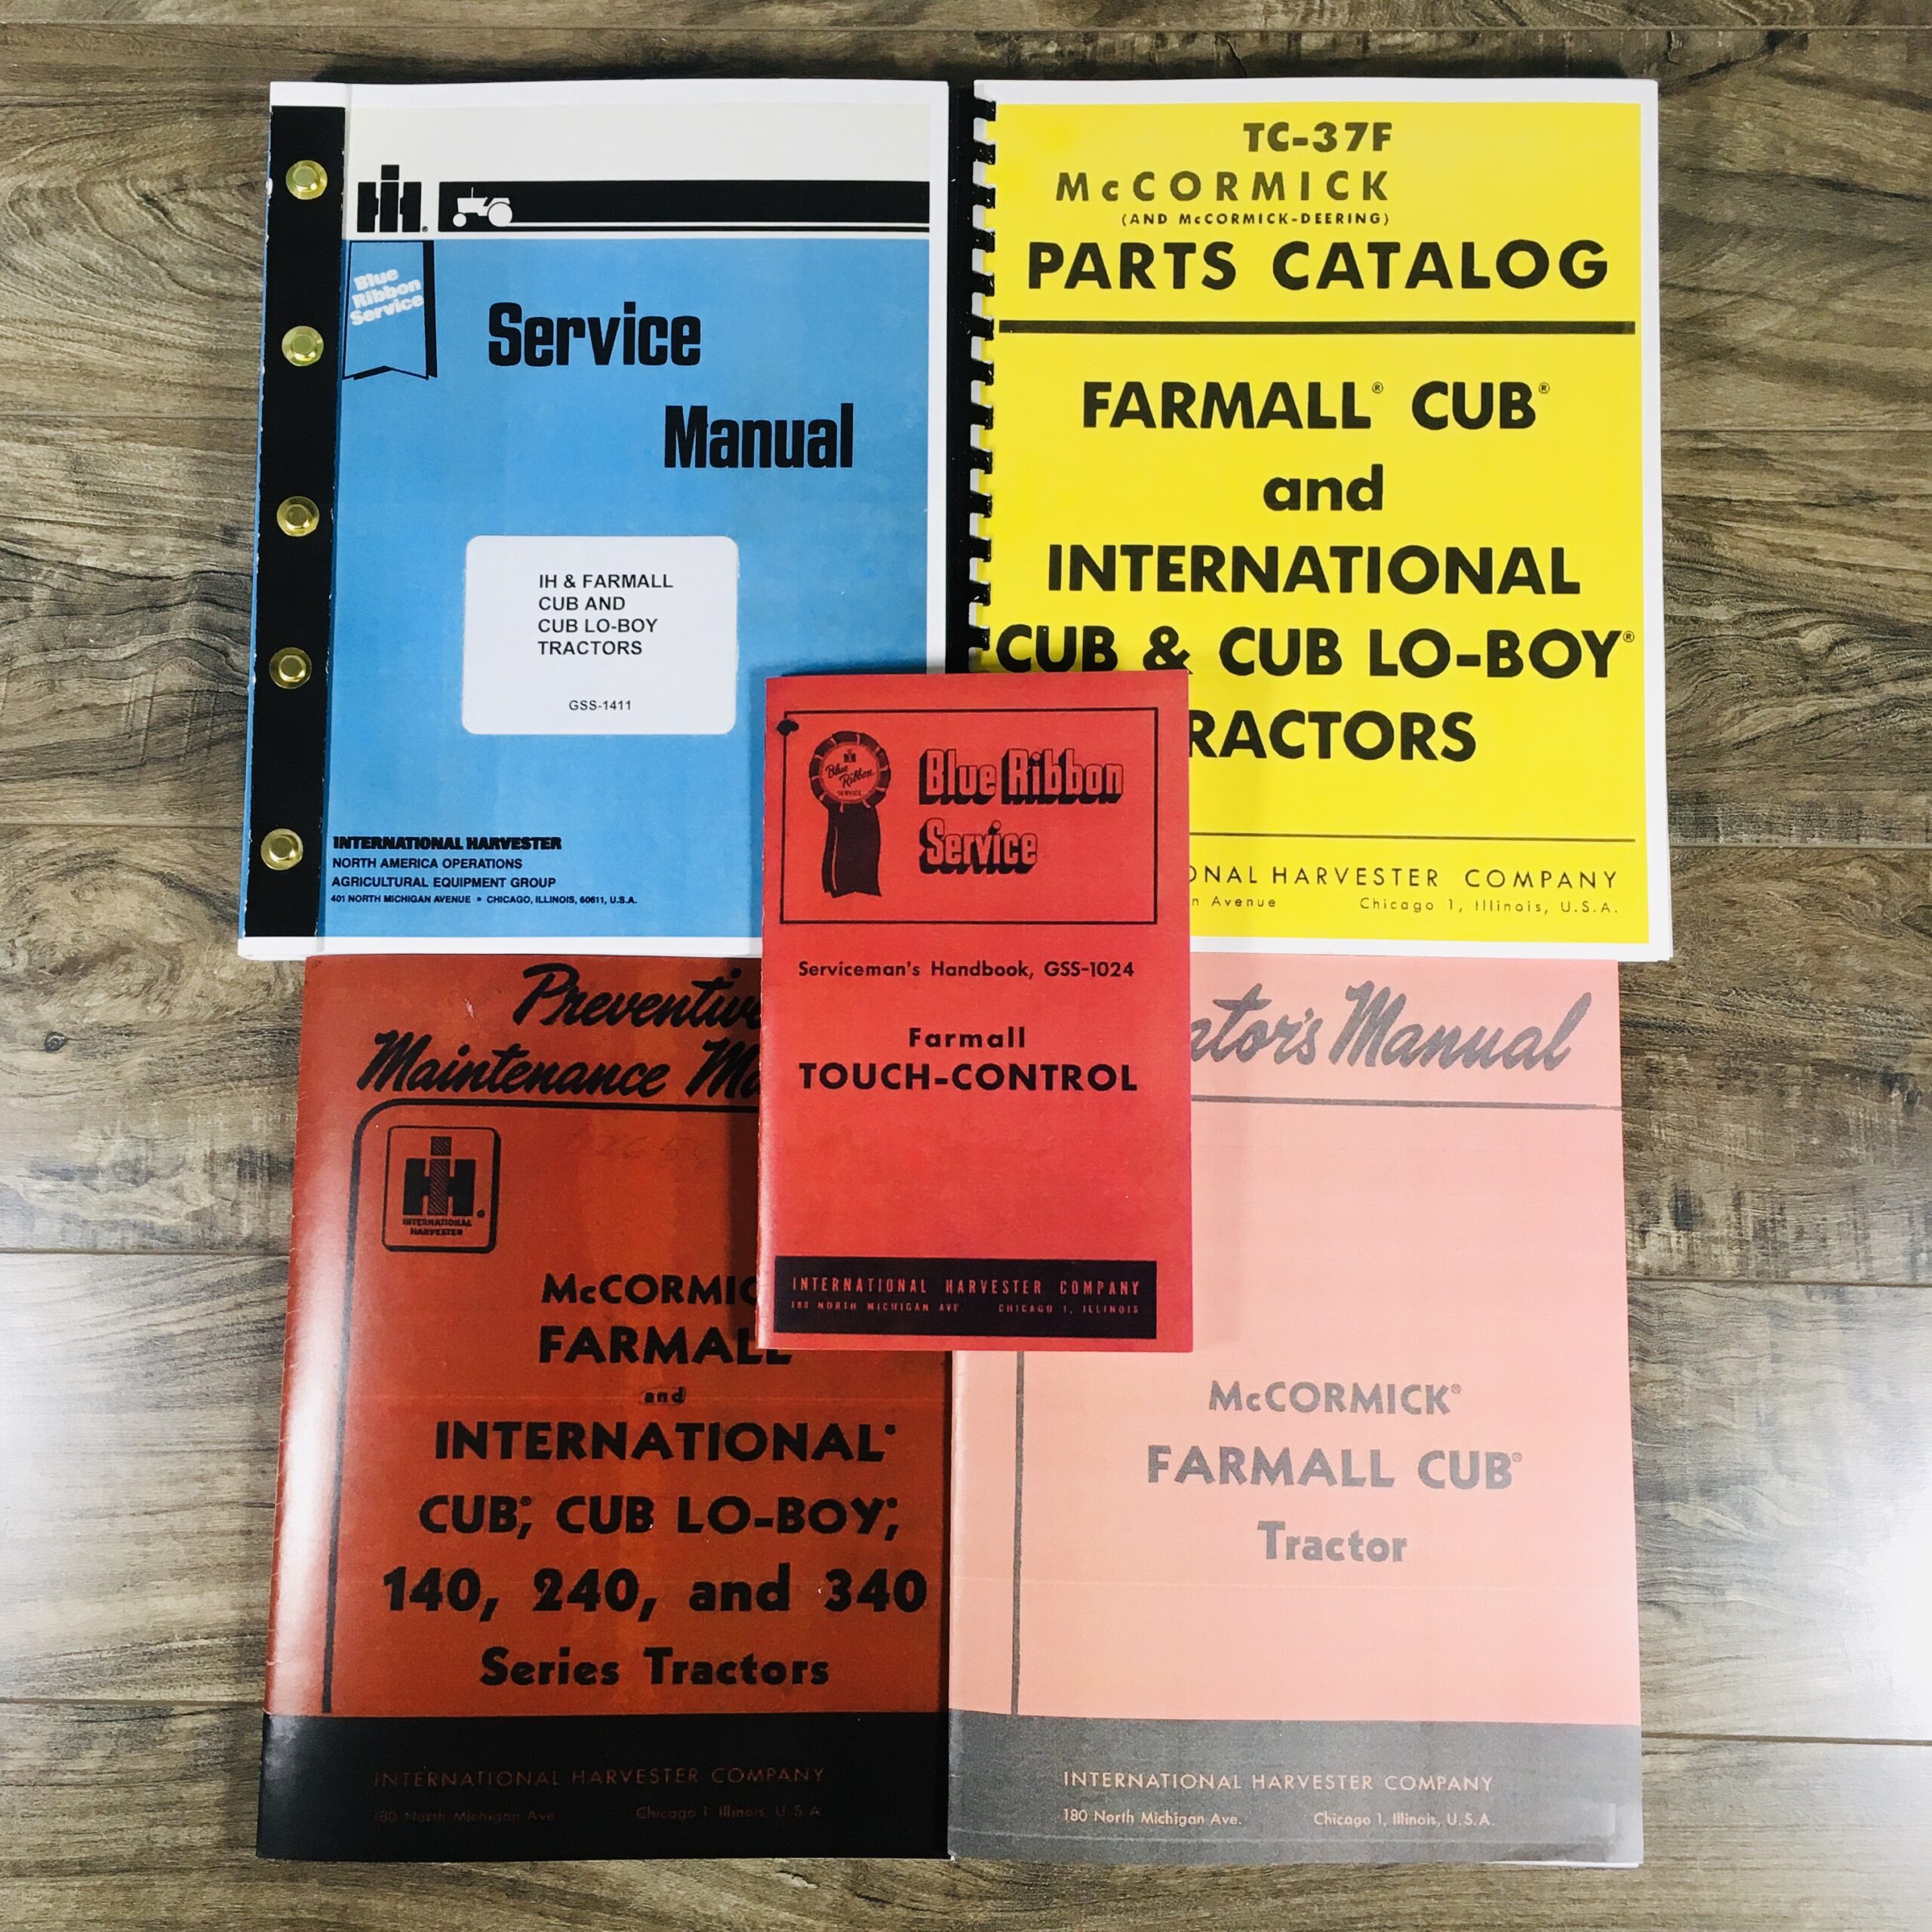 Blue
Ribbon
Service
Service
Manual
IH & FARMALL
CUB AND
CUB LO-BOY
TRACTORS
GSS-1411
INTERNATIONAL HARVESTER
NORTH AMERICA OPERATIONS
AGRICULTURAL EQUIPMENT GROUP
401 NORTH MICHIGAN AVENUE • CHICAGO, ILLINOIS, 60611, U.S.A.
TC-37F
McCORMICK
(AND McCORMICK-DEERING)
PARTS CATALOG
FARMALL® CUB®
and
INTERNATIONAL
CUB & CUB LO-BOY®
RACTORS
ONAL HARVESTER COMPANY
n Avenue Chicago 1, Illinois, U.S.A.
IH
Blue
Ribbon
SERVICE
Blue Ribbon
Service
Serviceman's Handbook, GSS-1024
Farmall
TOUCH-CONTROL
INTERNATIONAL HARVESTER COMPANY
180 NORTH MICHIGAN AVE. CHICAGO 1, ILLINOIS
Preventiv
Maintenance Ma
INTERNATIONAL
HARVESTER
McCORMIC
FARMALL
and
INTERNATIONAL®
CUB®, CUB LO-BOY®,
140, 240, and 340
Series Tractors
INTERNATIONAL HARVESTER COMPANY
180 North Michigan Ave. Chicago 1, Illinois, U.S.A.
ator's Manual
McCORMICK®
FARMALL CUB®
Tractor
INTERNATIONAL HARVESTER COMPANY
180 North Michigan Ave. Chicago 1, Illinois, U.S.A.